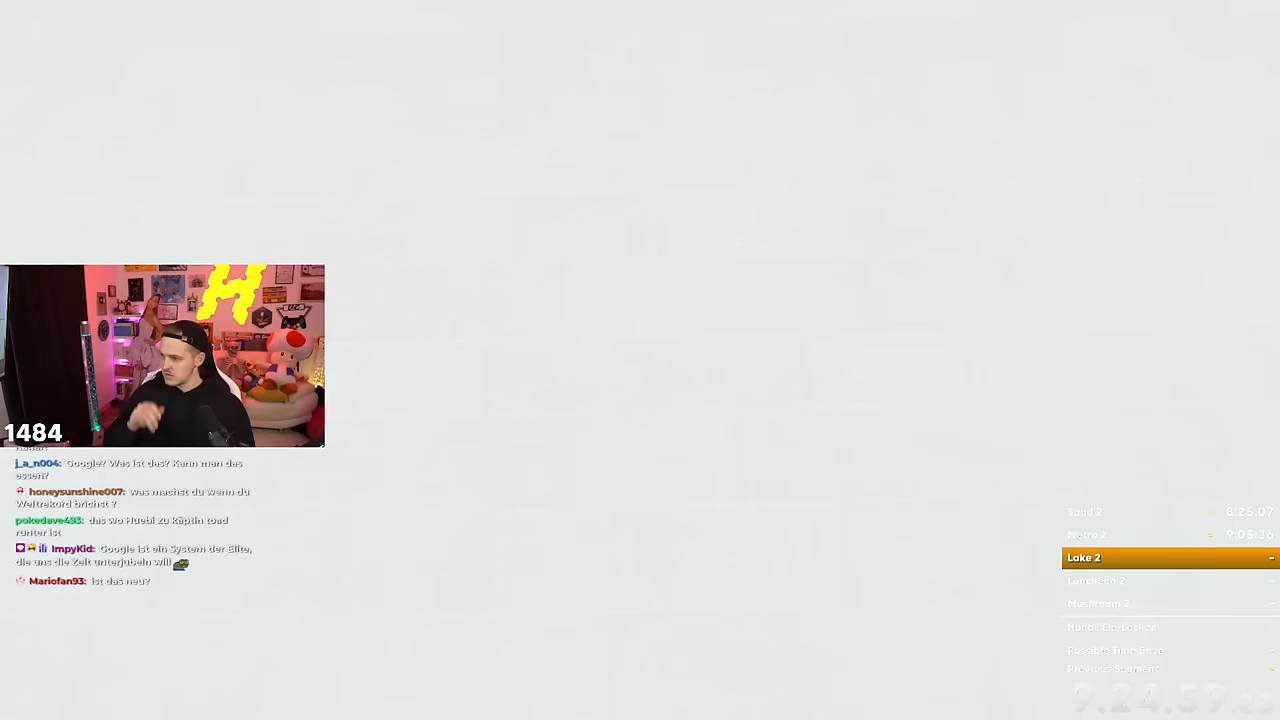 H
1484
j_a_n004: Google? Was ist das? Kann man das
essen?
honeysunshine007: was machst du wenn du
Weltrekord brichst ?
pokedave493: das wo Huebi zu käptin toad
runter ist
ImpyKid: Google ist ein System der Elite,
die uns die Zeit unterjubeln will
Mariofan93: ist das neu?
Sand 2 - 8:25:07
Metro 2 - 9:05:36
Lake 2 -
Luncheon 2 -
Mushroom 2 -
Possible Time Save -
Previous Segment -
9:24:59